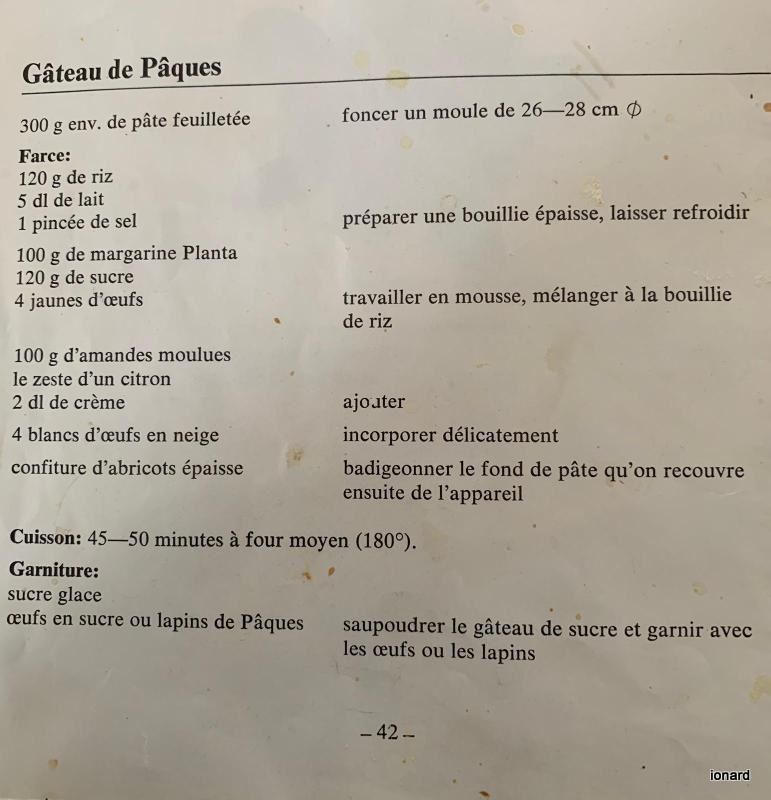 Gâteau de Pâques
300 g env. de pâte feuilletée foncer un moule de 26—28 cm ∅
Farce:
120 g de riz
5 dl de lait
1 pincée de sel préparer une bouillie épaisse, laisser refroidir
100 g de margarine Planta
120 g de sucre
4 jaunes d'œufs travailler en mousse, mélanger à la bouillie
de riz
100 g d'amandes moulues
le zeste d'un citron
2 dl de crème ajouter
4 blancs d'œufs en neige incorporer délicatement
confiture d'abricots épaisse badigeonner le fond de pâte qu'on recouvre
ensuite de l'appareil
Cuisson: 45—50 minutes à four moyen (180°).
Garniture:
sucre glace
œufs en sucre ou lapins de Pâques saupoudrer le gâteau de sucre et garnir avec
les œufs ou les lapins
– 42 –
ionard